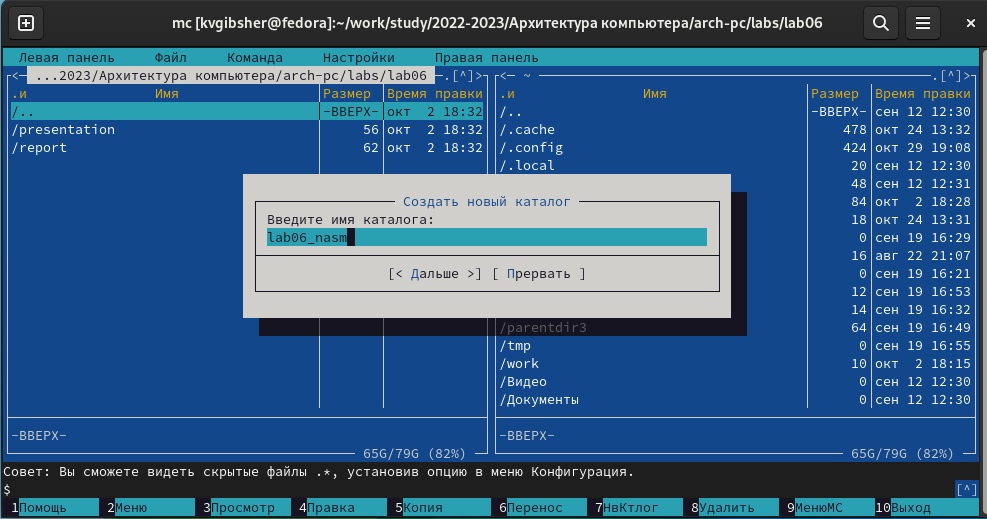 mc [kvgibsher@fedora]:~/work/study/2022-2023/Архитектура компьютера/arch-pc/labs/lab06
Левая панель Файл Команда Настройки Правая панель
<— ...2023/Архитектура компьютера/arch-pc/labs/lab06 —.[^]>
.и Имя Размер Время правки
/.. -ВВЕРХ- окт 2 18:32
/presentation 56 окт 2 18:32
/report 62 окт 2 18:32
-ВВЕРХ-
65G/79G (82%)
<— ~ —.[^]>
.и Имя Размер Время правки
/.. -ВВЕРХ- сен 12 12:30
/.cache 478 окт 24 13:32
/.config 424 окт 29 19:08
/.local 20 сен 12 12:30
48 сен 12 12:31
84 окт 2 18:28
18 окт 24 13:31
0 сен 19 16:29
16 авг 22 21:07
0 сен 19 16:21
12 сен 19 16:53
14 сен 19 16:32
/parentdir3 64 сен 19 16:49
/tmp 0 сен 19 16:55
/work 10 окт 2 18:15
/Видео 0 сен 12 12:30
/Документы 0 сен 12 12:30
-ВВЕРХ-
65G/79G (82%)
Создать новый каталог
Введите имя каталога:
lab06_nasm
[< Дальше >] [ Прервать ]
Совет: Вы сможете видеть скрытые файлы .*, установив опцию в меню Конфигурация.
$ [^]
1Помощь 2Меню 3Просмотр 4Правка 5Копия 6Перенос 7НвКтлог 8Удалить 9МенюМС 10Выход